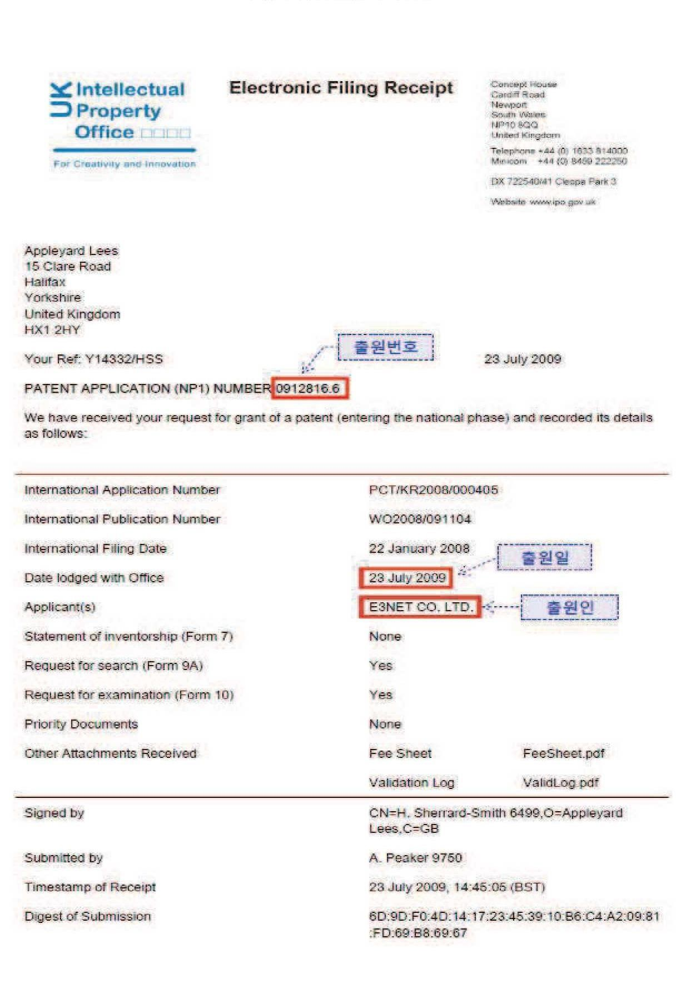 UK Intellectual
Property
Office □□□□
For Creativity and Innovation
Electronic Filing Receipt
Concept House
Cardiff Road
Newport
South Wales
NP10 8QQ
United Kingdom
Telephone +44 (0) 1633 814000
Minicom +44 (0) 8459 222250
DX 722540/41 Cleppa Park 3
Website www.ipo.gov.uk
Appleyard Lees
15 Clare Road
Halifax
Yorkshire
United Kingdom
HX1 2HY
출원번호
Your Ref: Y14332/HSS 23 July 2009
PATENT APPLICATION (NP1) NUMBER 0912816.6
We have received your request for grant of a patent (entering the national phase) and recorded its details
as follows:
International Application Number PCT/KR2008/000405
International Publication Number WO2008/091104
International Filing Date 22 January 2008
출원일
Date lodged with Office 23 July 2009
Applicant(s) E3NET CO. LTD. 출원인
Statement of inventorship (Form 7) None
Request for search (Form 9A) Yes
Request for examination (Form 10) Yes
Priority Documents None
Other Attachments Received Fee Sheet FeeSheet.pdf
Validation Log ValidLog.pdf
Signed by CN=H. Sherrard-Smith 6499,O=Appleyard
Lees,C=GB
Submitted by A. Peaker 9750
Timestamp of Receipt 23 July 2009, 14:45:05 (BST)
Digest of Submission 6D:9D:F0:4D:14:17:23:45:39:10:B6:C4:A2:09:81
:FD:69:B8:69:67